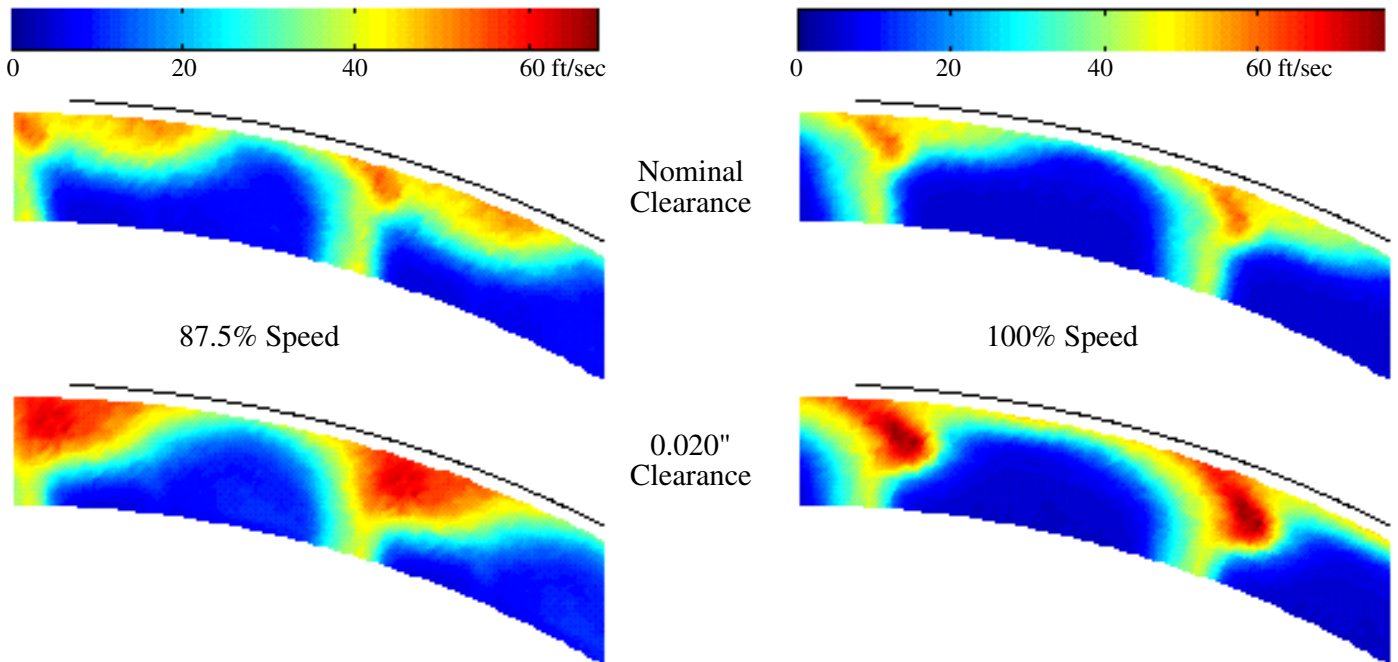 0 20 40 60 ft/sec
0 20 40 60 ft/sec
Nominal
Clearance
87.5% Speed
100% Speed
0.020"
Clearance